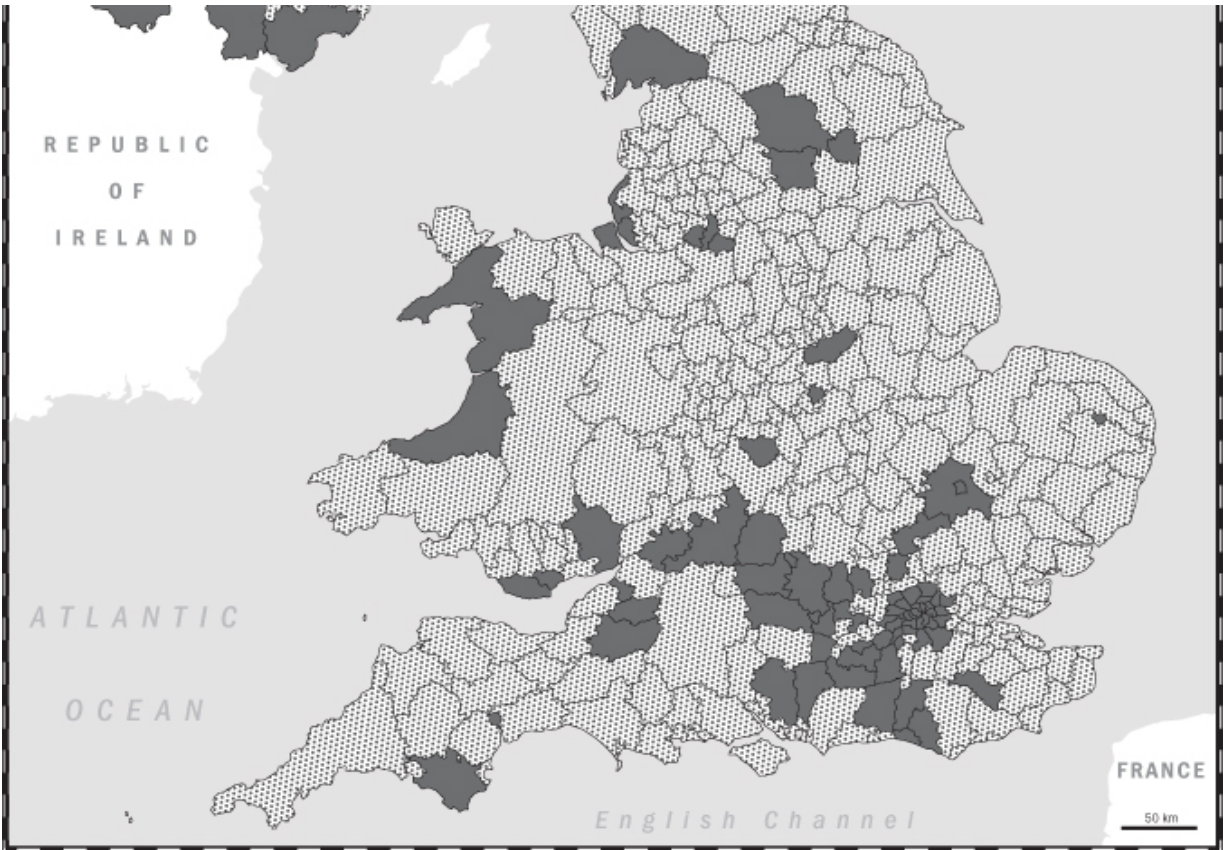 REPUBLIC
OF
IRELAND
ATLANTIC
OCEAN
English Channel
FRANCE
50 km